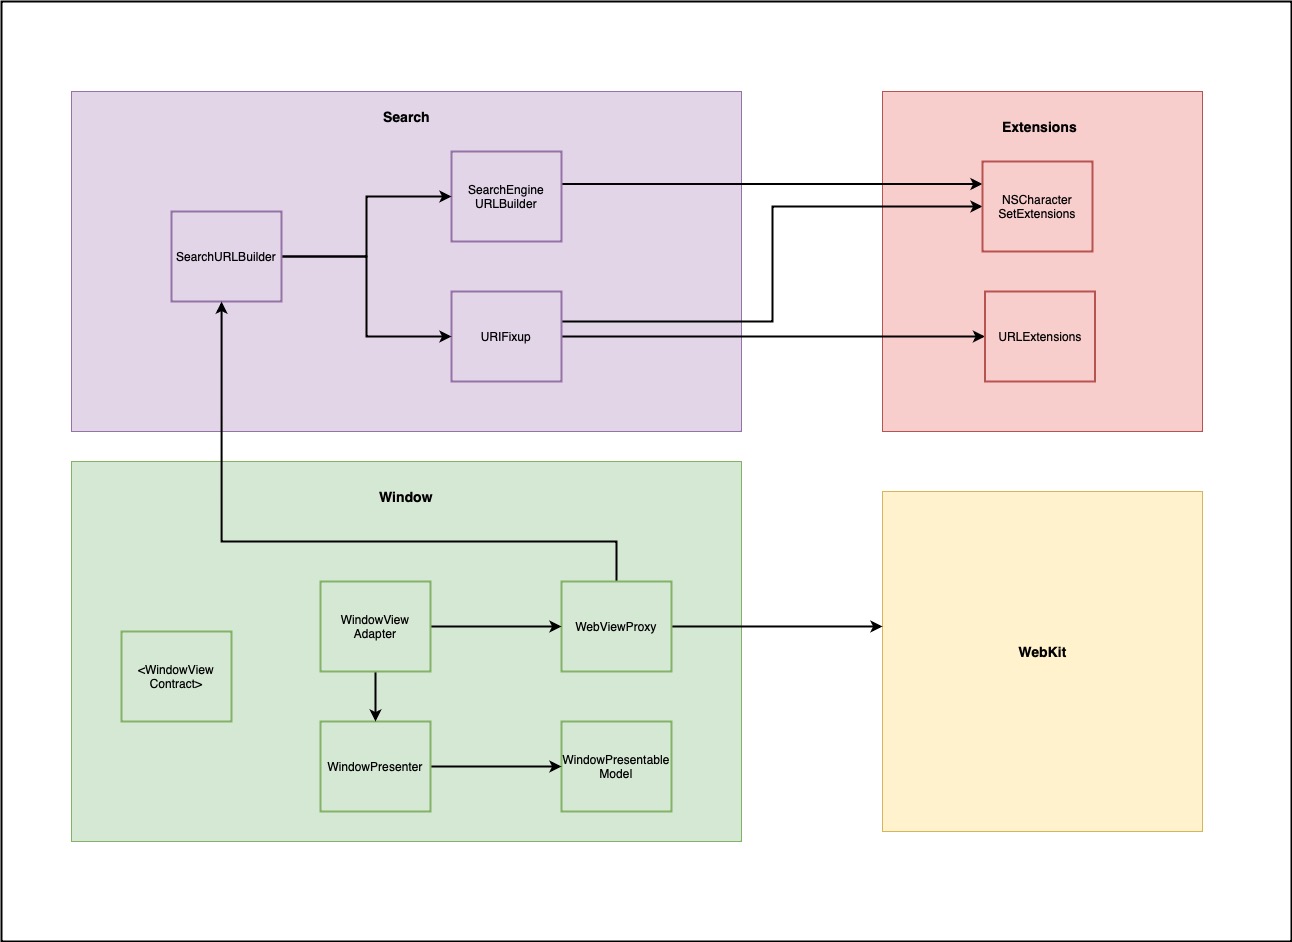 Search
Extensions
SearchEngine
URLBuilder
NSCharacter
SetExtensions
SearchURLBuilder
URIFixup
URLExtensions
Window
WindowView
Adapter
WebViewProxy
WebKit
<WindowView
Contract>
WindowPresenter
WindowPresentable
Model